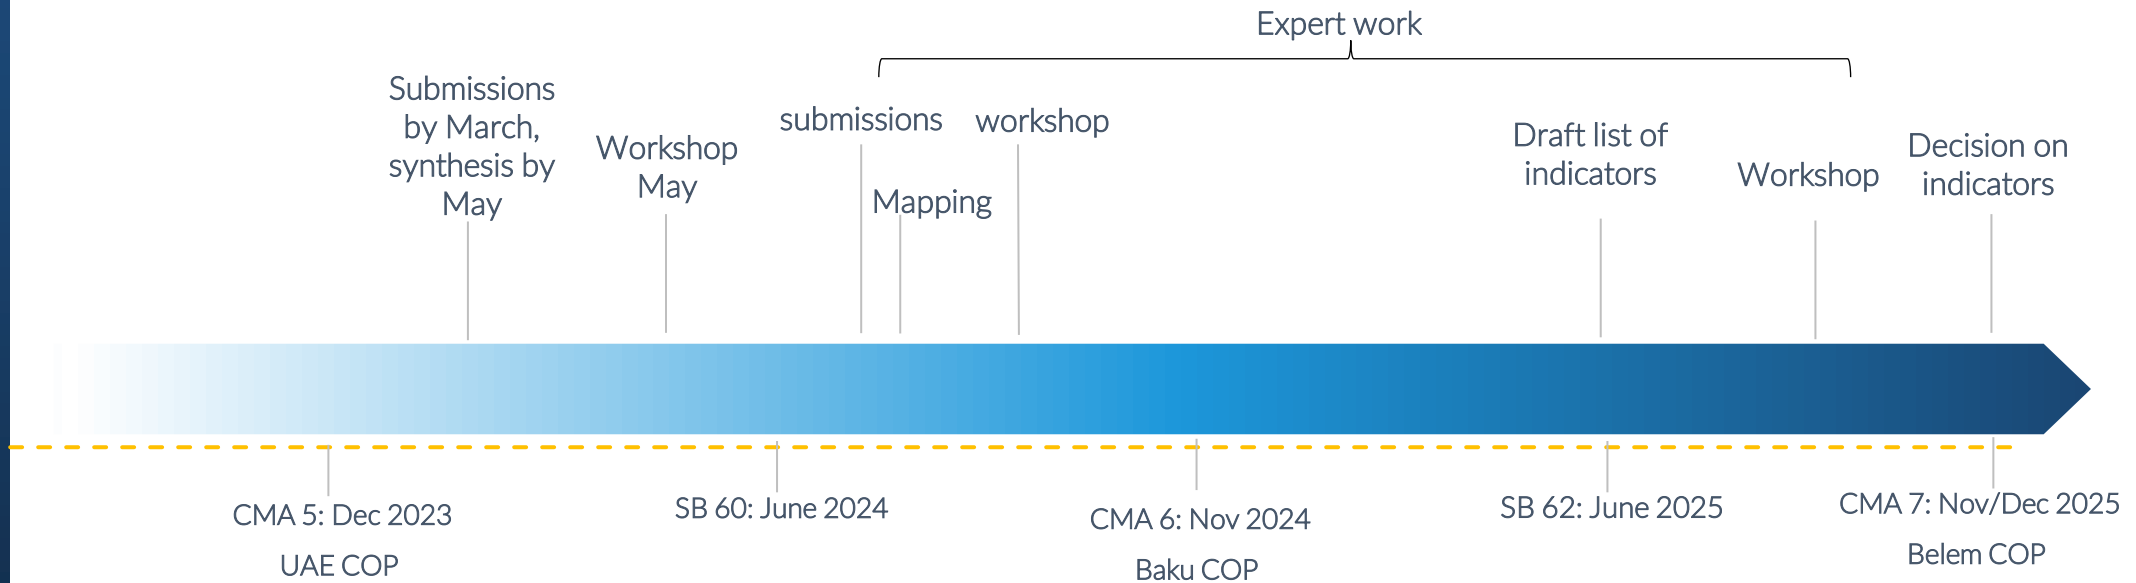 Expert work
Submissions
by March,
synthesis by
May
Workshop
May
submissions
Mapping
workshop
Draft list of
indicators
Workshop
Decision on
indicators
CMA 5: Dec 2023
UAE COP
SB 60: June 2024
CMA 6: Nov 2024
Baku COP
SB 62: June 2025
CMA 7: Nov/Dec 2025
Belem COP